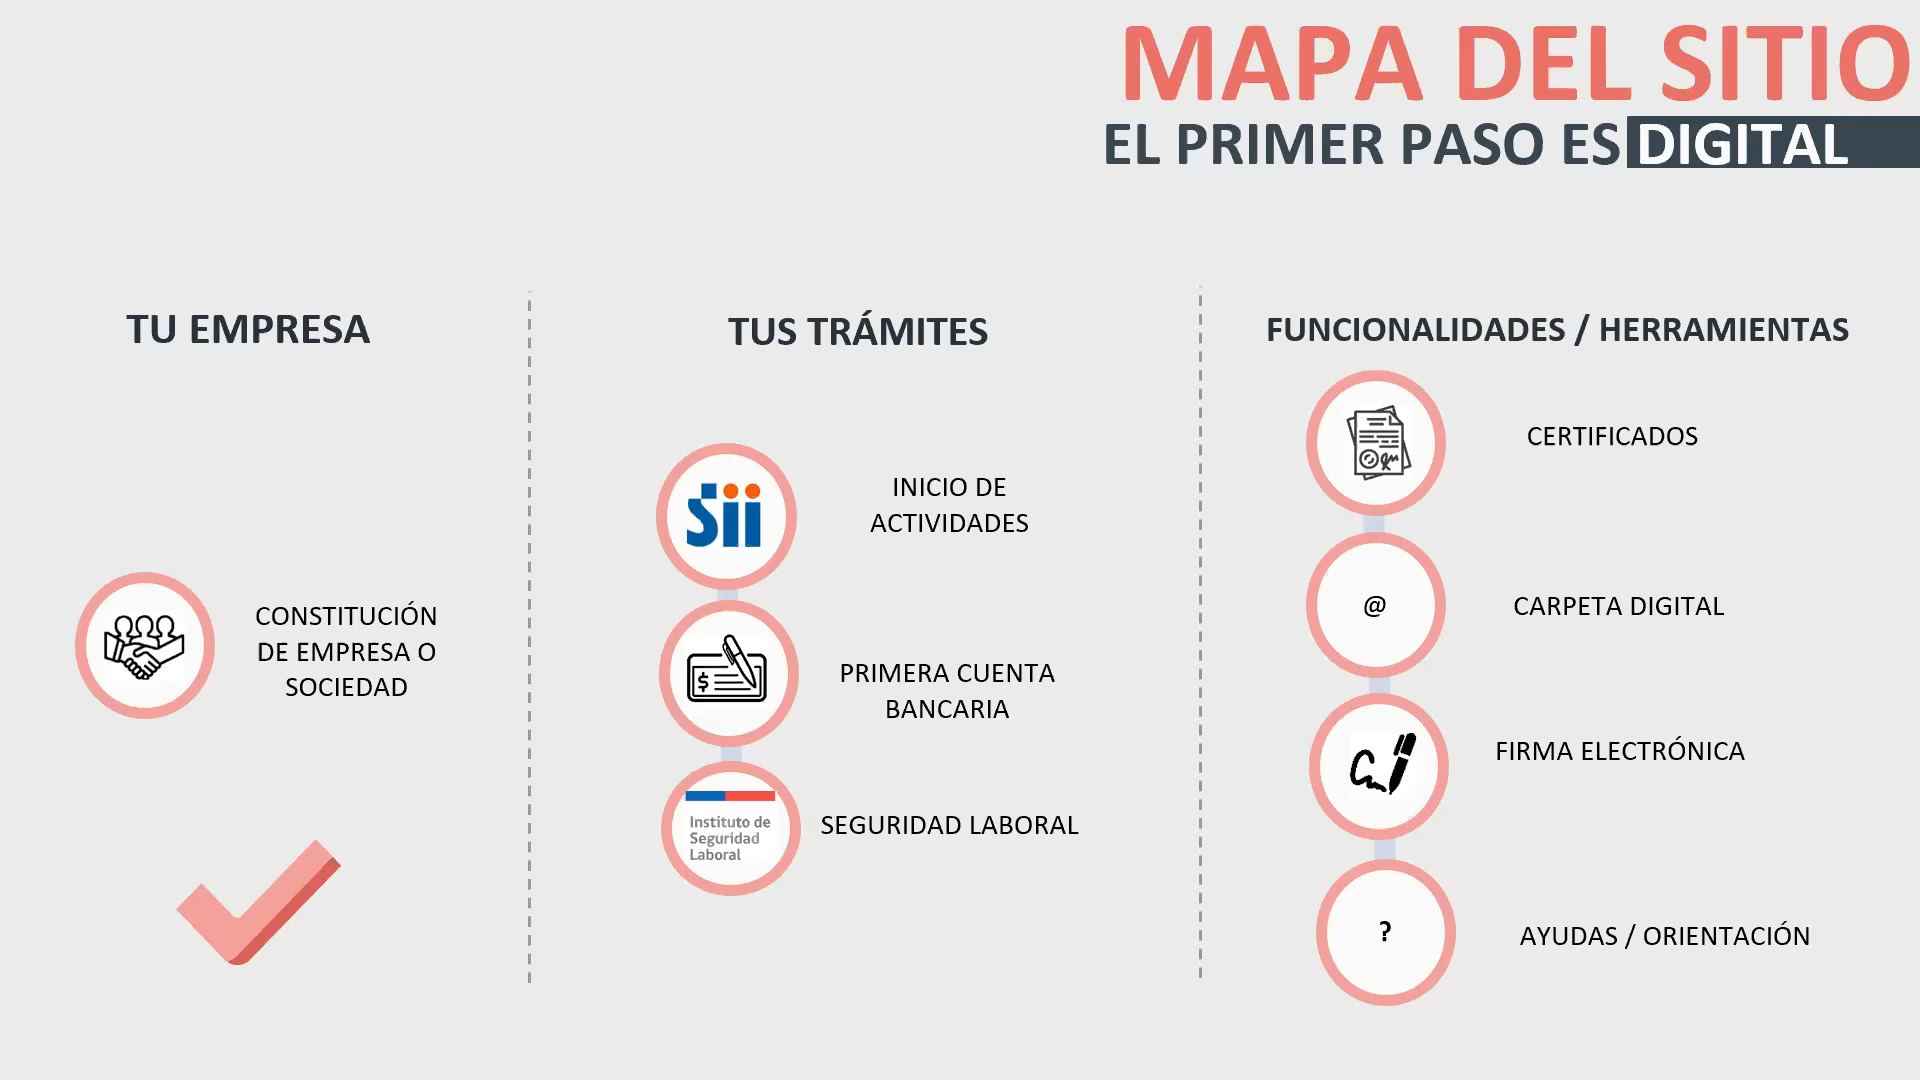 MAPA DEL SITIO
EL PRIMER PASO ES DIGITAL
TU EMPRESA
CONSTITUCIÓN
DE EMPRESA O
SOCIEDAD
TUS TRÁMITES
Sii
INICIO DE
ACTIVIDADES
$
PRIMERA CUENTA
BANCARIA
Instituto de
Seguridad
Laboral
SEGURIDAD LABORAL
FUNCIONALIDADES / HERRAMIENTAS
CERTIFICADOS
@
CARPETA DIGITAL
FIRMA ELECTRÓNICA
?
AYUDAS / ORIENTACIÓN